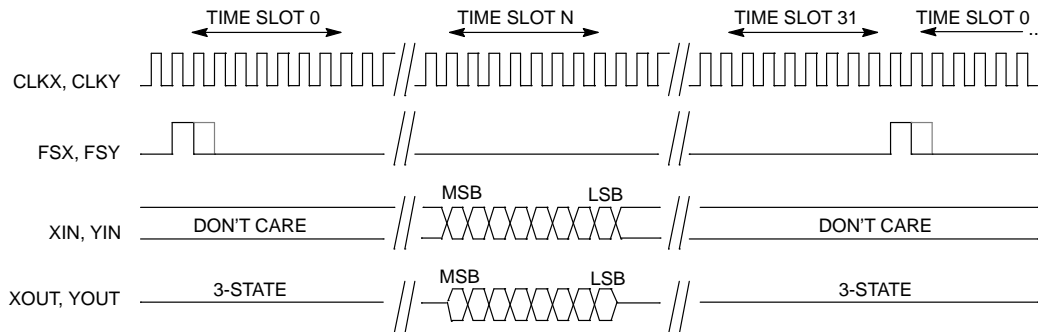 TIME SLOT 0 TIME SLOT N TIME SLOT 31 TIME SLOT 0
...
CLKX, CLKY
FSX, FSY
MSB LSB
XIN, YIN DON'T CARE DON'T CARE
MSB LSB
XOUT, YOUT 3-STATE 3-STATE